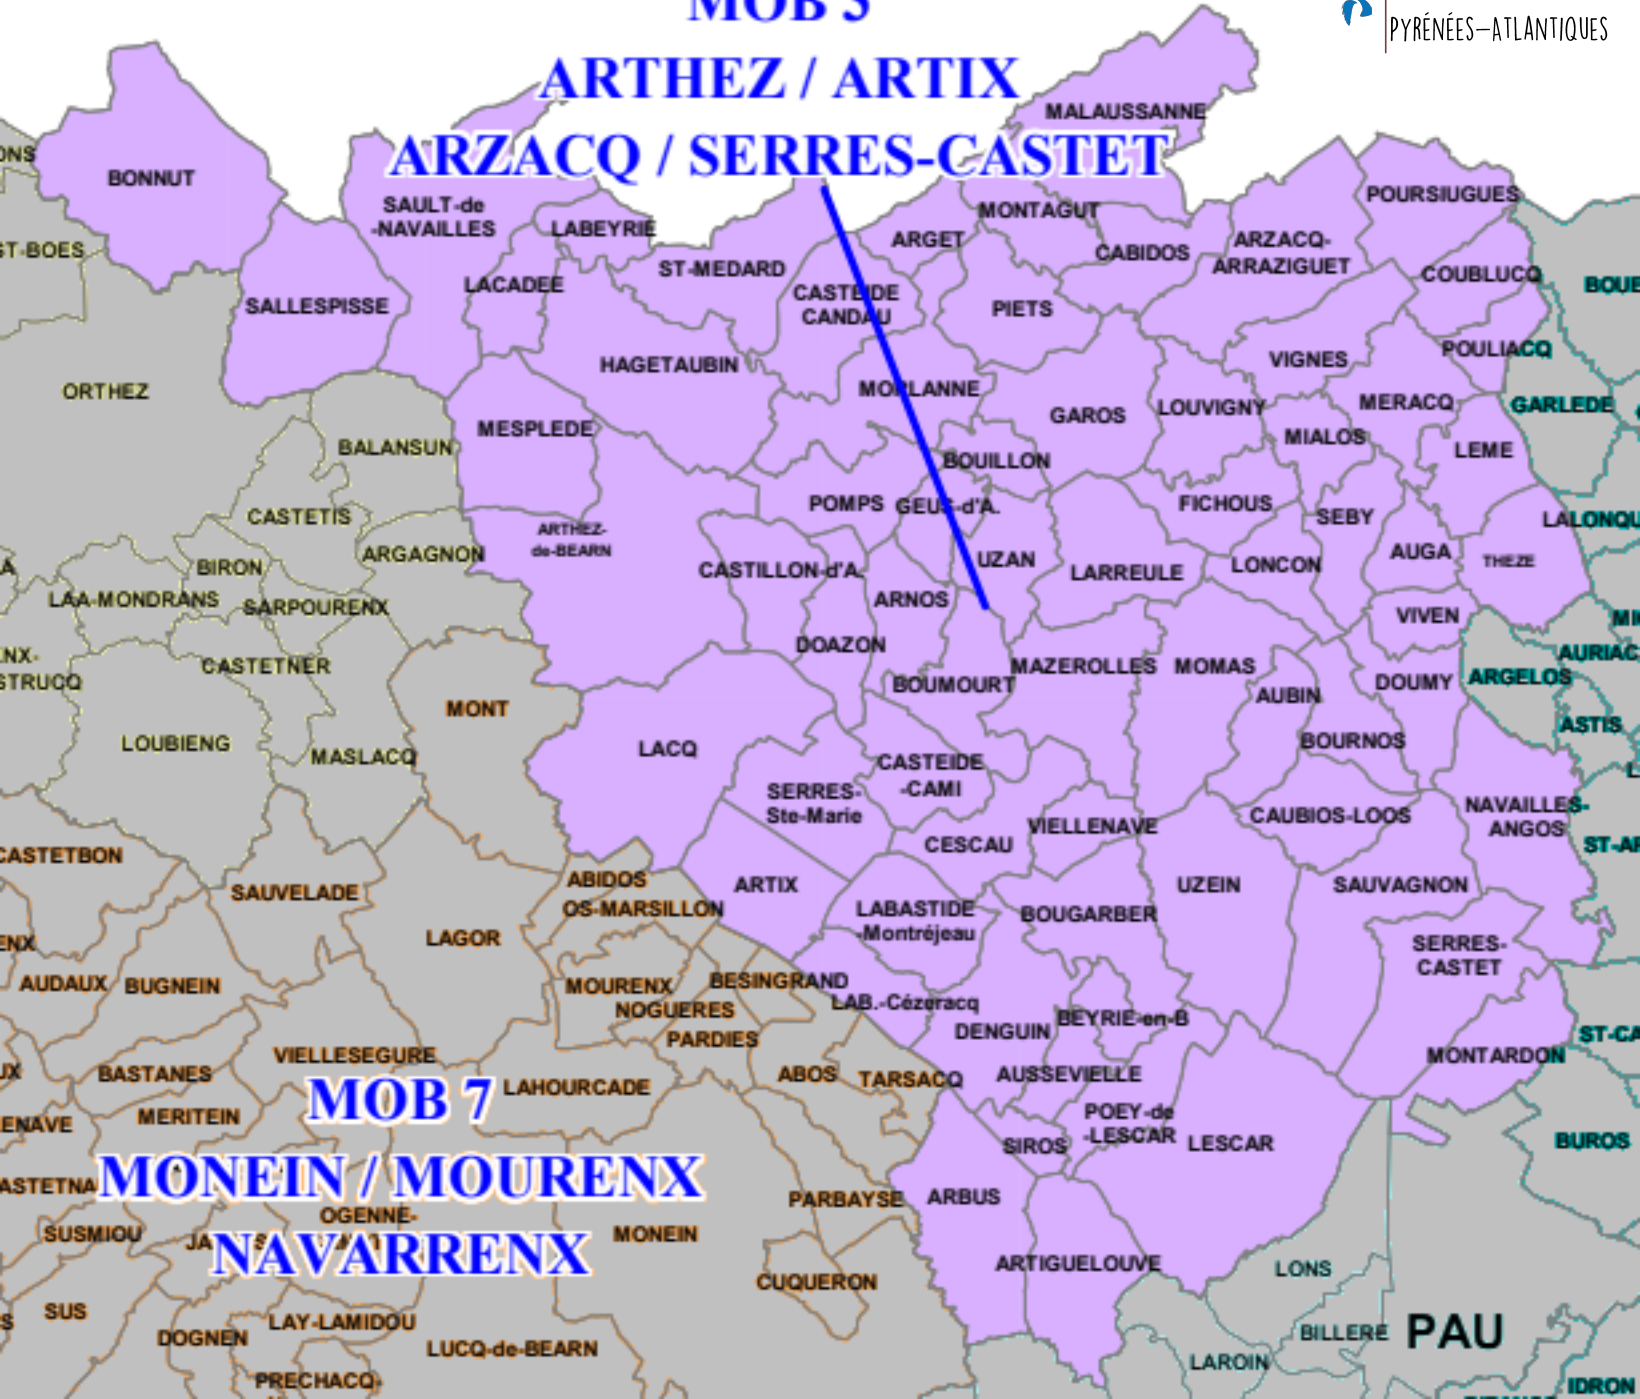 PYRÉNÉES-ATLANTIQUES
ARTHEZ / ARTIX
ARZACQ / SERRES-CASTET
MALAUSSANNE
BONNUT
ST-BOES
SAULT-de
-NAVAILLES
LABEYRIE
LACADEE
SALLESPISSE
ORTHEZ
ST-MEDARD
ARGET
MONTAGUT
CABIDOS
ARZACQ-
ARRAZIGUET
POURSIUGUES
COUBLUCQ
CASTEIDE
CANDAU
PIETS
HAGETAUBIN
MORLANNE
VIGNES
POULIACQ
GARLEDE
MERACQ
LOUVIGNY
GAROS
MIALOS
LEME
MESPLEDE
BALANSUN
BOUILLON
POMPS
GEUS-d'A.
FICHOUS
SEBY
CASTETIS
ARTHEZ-
de-BEARN
ARGAGNON
BIRON
CASTILLON-d'A.
UZAN
LARREULE
LONCON
AUGA
THEZE
LAA-MONDRANS
SARPOURENX
ARNOS
VIVEN
CASTETNER
DOAZON
BOUMOURT
MAZEROLLES
MOMAS
AUBIN
DOUMY
ARGELOS
ASTIS
MONT
LOUBIENG
MASLACQ
LACQ
BOURNOS
CASTEIDE
-CAMI
SERRES-
Ste-Marie
CESCAU
VIELLENAVE
CAUBIOS-LOOS
NAVAILLES-
ANGOS
CASTETBON
SAUVELADE
ABIDOS
OS-MARSILLON
ARTIX
LABASTIDE
-Montréjeau
BOUGARBER
UZEIN
SAUVAGNON
SERRES-
CASTET
LAGOR
AUDAUX
BUGNEIN
MOURENX
BESINGRAND
NOGUERES
PARDIES
LAB.-Cézeracq
DENGUIN
BEYRIE-en-B
MONTARDON
VIELLESEGURE
BASTANES
MERITEIN
LAHOURCADE
ABOS
TARSACQ
AUSSEVIELLE
POEY-de
-LESCAR
SIROS
LESCAR
BUROS
MOB 7
MONEIN / MOURENX
NAVARRENX
SUSMIOU
OGENNE-
MONEIN
PARBAYSE
ARBUS
CUQUERON
ARTIGUELOUVE
LONS
SUS
DOGNEN
LAY-LAMIDOU
LUCQ-de-BEARN
PRECHACQ-
BILLERE
PAU
LAROIN
IDRON